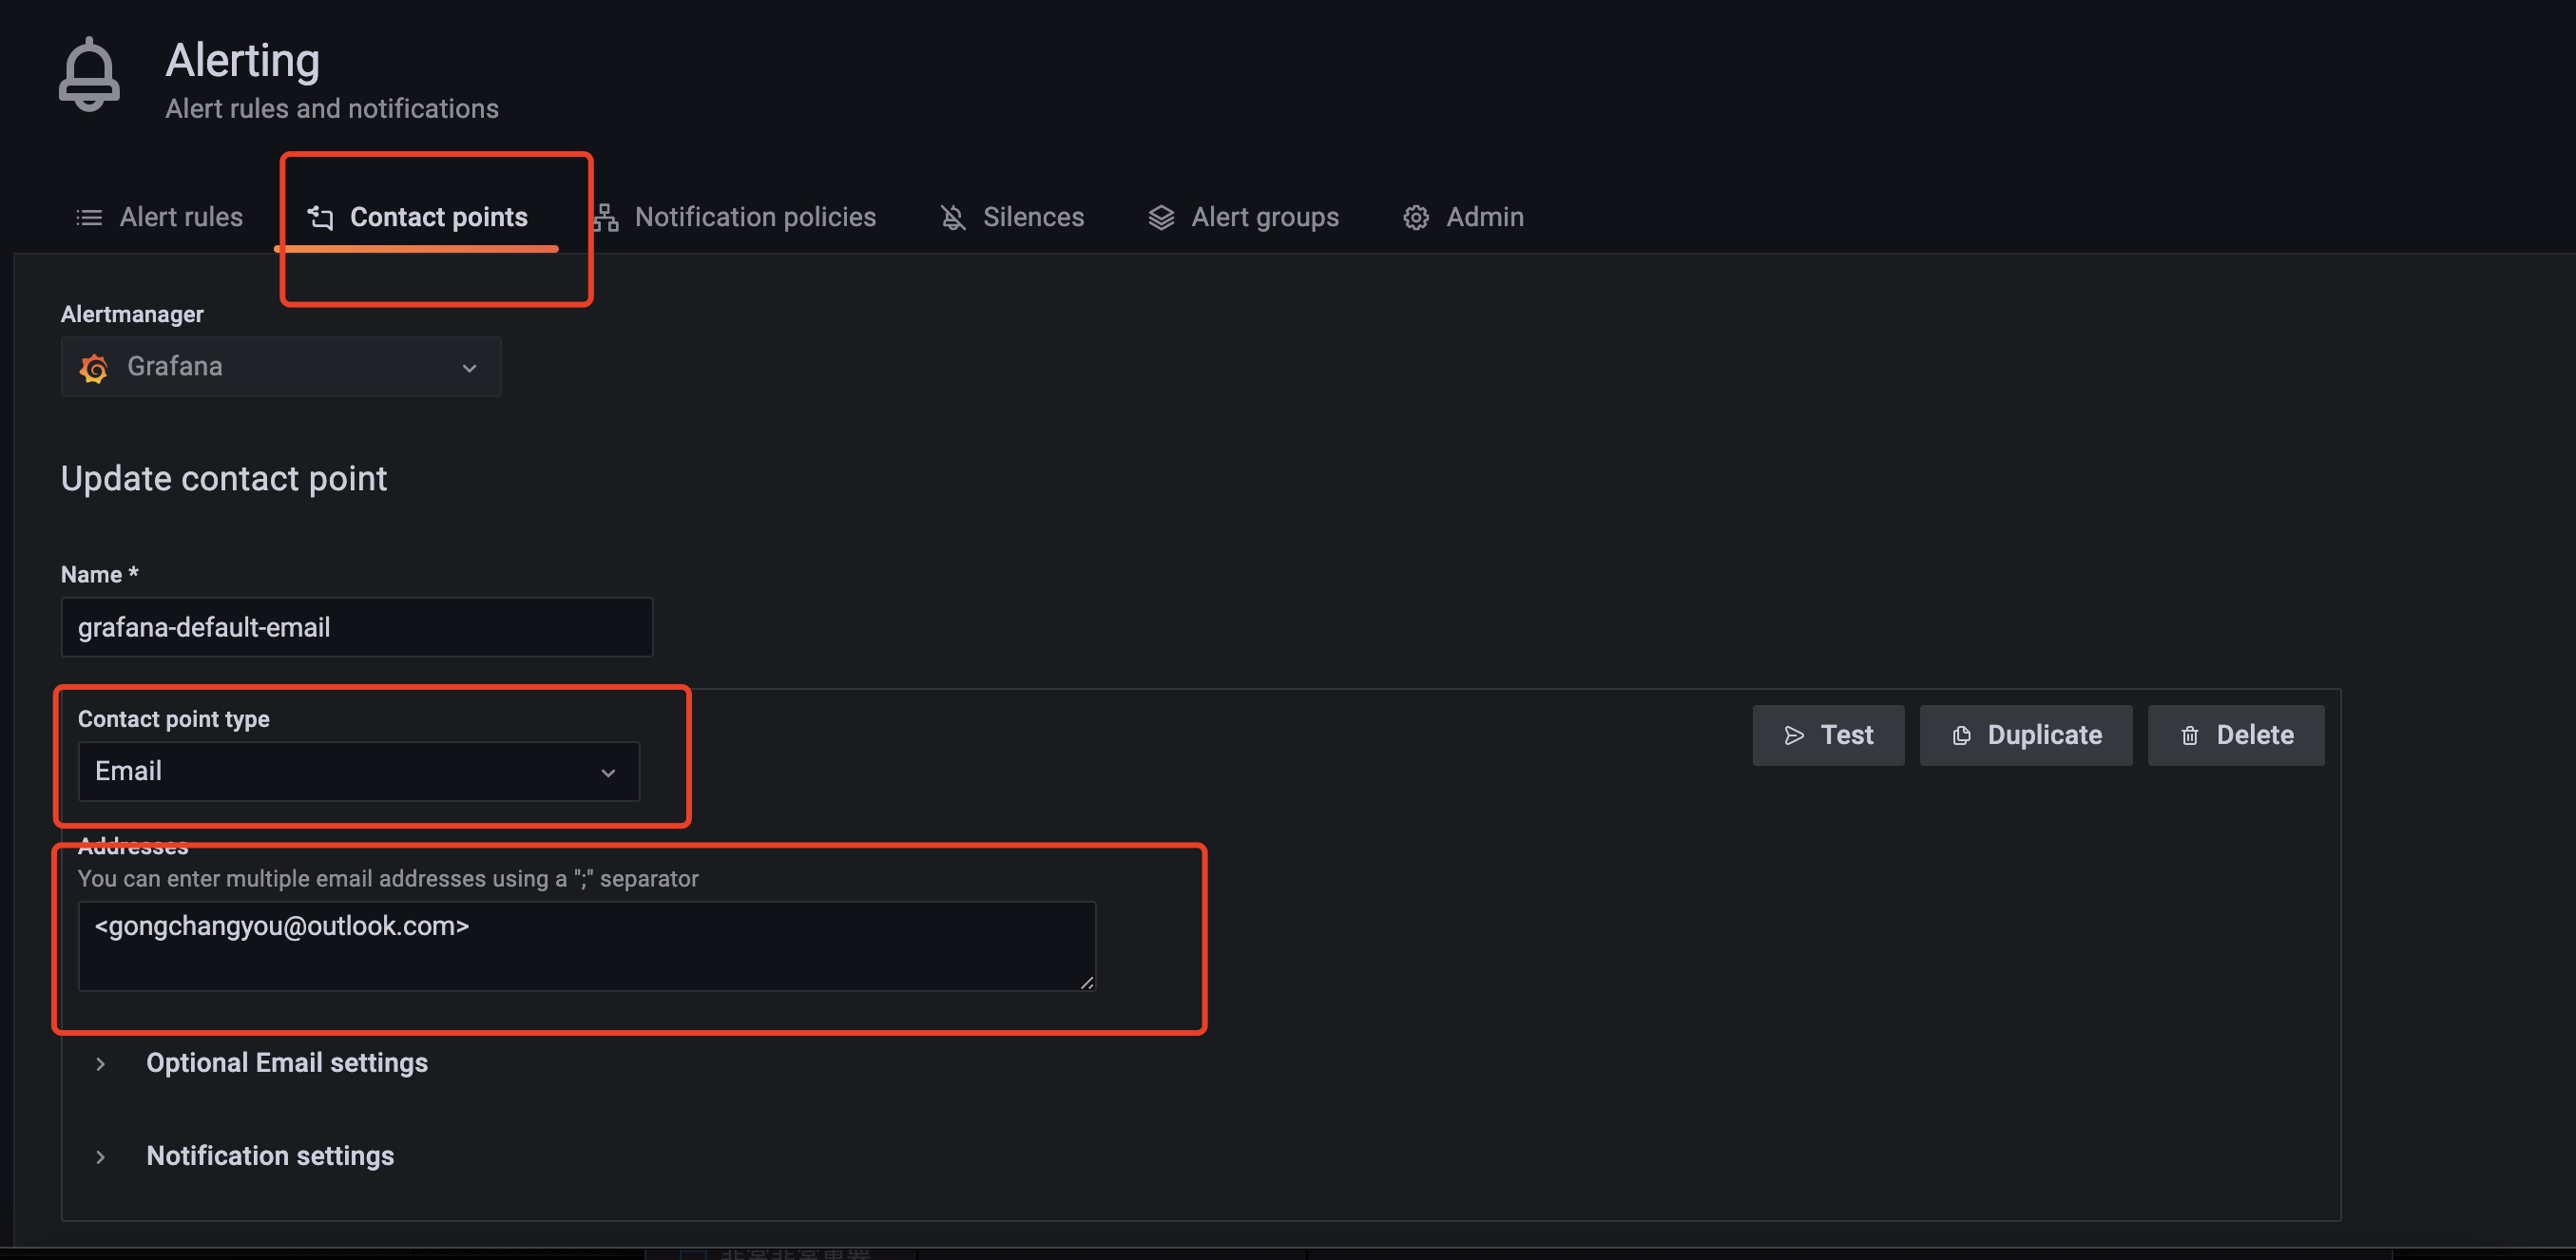 Alerting
Alert rules and notifications
Alert rules
Contact points
Notification policies
Silences
Alert groups
Admin
Alertmanager
Grafana
Update contact point
Name *
grafana-default-email
Contact point type
Email
Test
Duplicate
Delete
Addresses
You can enter multiple email addresses using a ";" separator
<gongchangyou@outlook.com>
Optional Email settings
Notification settings